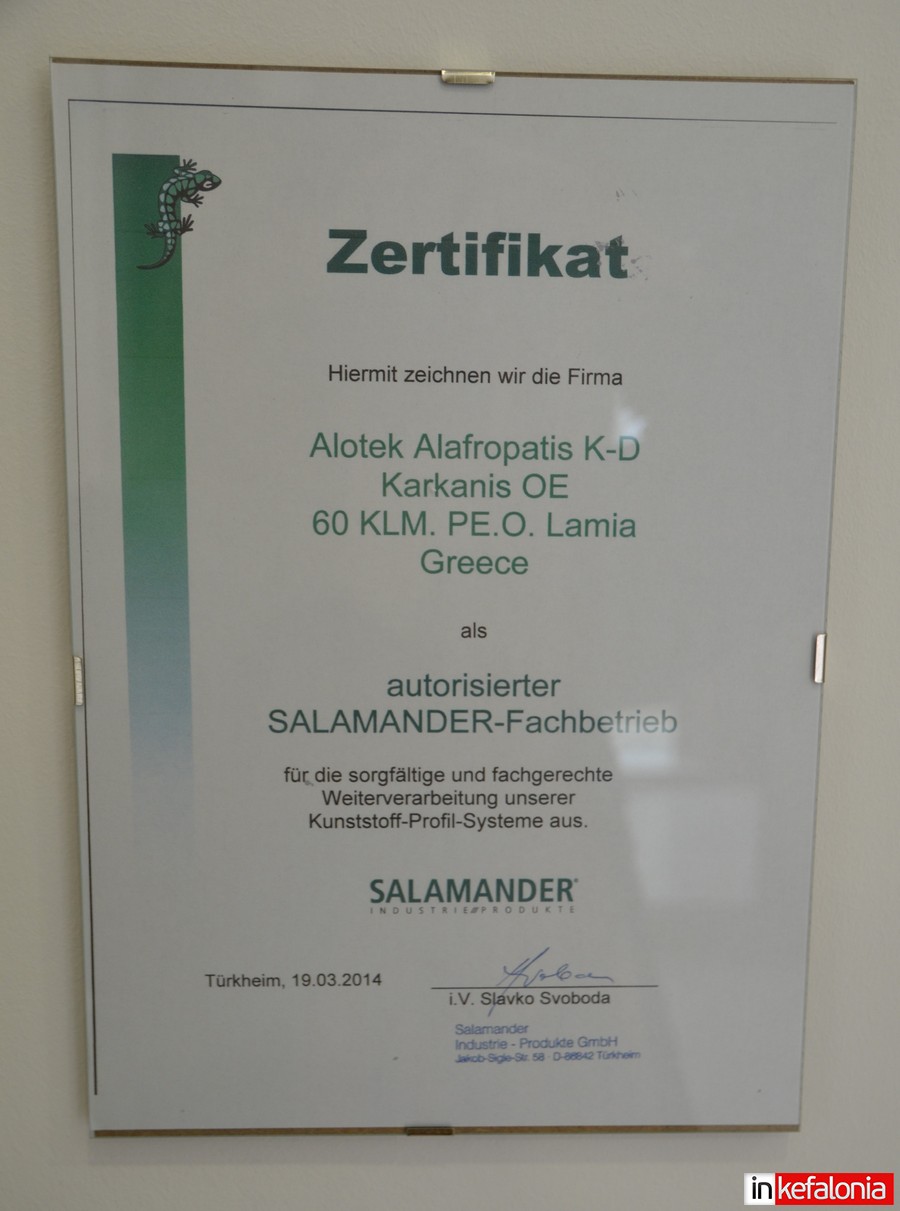 Zertifikat
Hiermit zeichnen wir die Firma
Alotek Alafropatis K-D
Karkanis OE
60 KLM. PE.O. Lamia
Greece
als
autorisierter
SALAMANDER-Fachbetrieb
für die sorgfältige und fachgerechte
Weiterverarbeitung unserer
Kunststoff-Profil-Systeme aus.
SALAMANDER®
INDUSTRIE//PRODUKTE
Türkheim, 19.03.2014
i.V. Slavko Svoboda
Salamander
Industrie - Produkte GmbH
Jakob-Sigle-Str. 58 · D-86842 Türkheim
inkefalonia